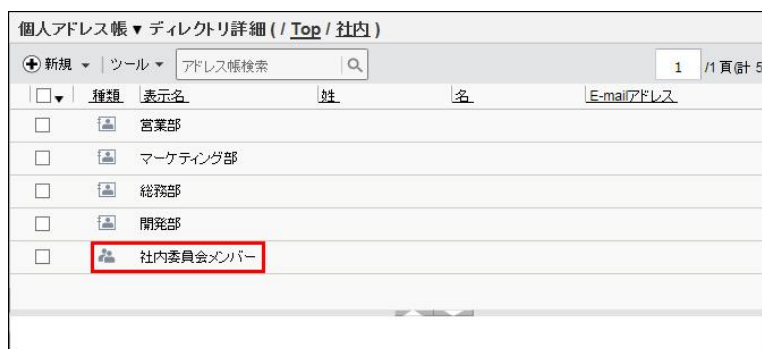 個人アドレス帳▼ ディレクトリ詳細 ( / Top / 社内 )
新規 ▼ | ツール ▼ アドレス帳検索 1 /1 頁(計 5
▼ 種類 表示名 姓 名 E-mailアドレス
営業部
マーケティング部
総務部
開発部
社内委員会メンバー